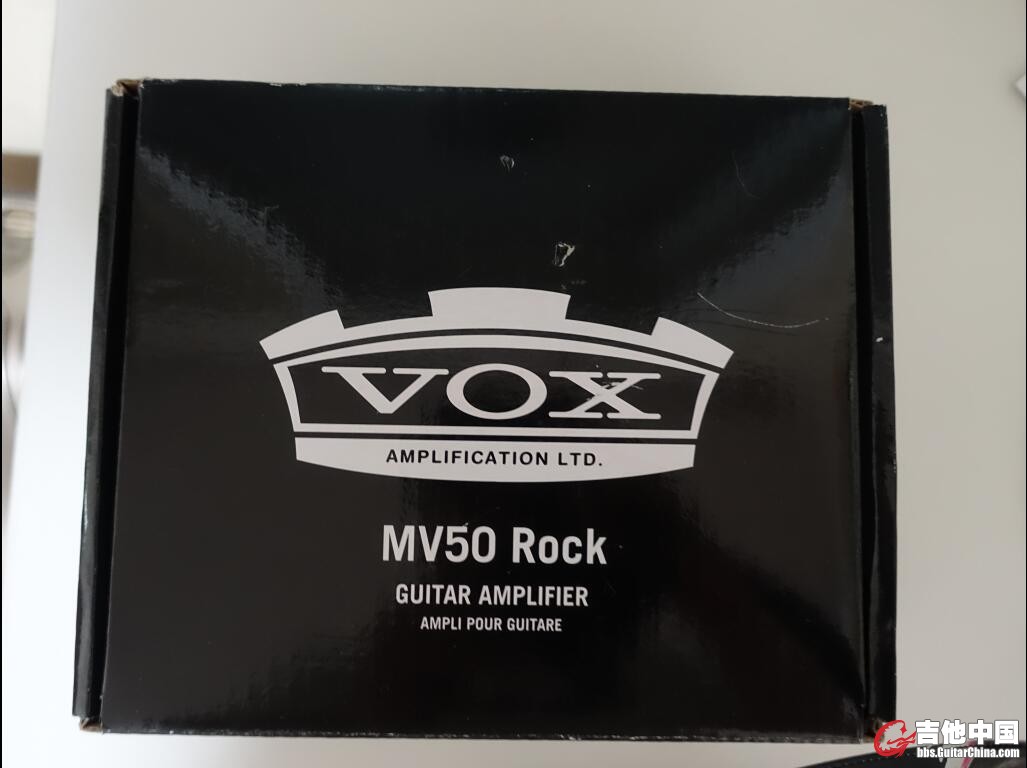 VOX
AMPLIFICATION LTD.
MV50 Rock
GUITAR AMPLIFIER
AMPLI POUR GUITARE
吉他中国
bbs.GuitarChina.com